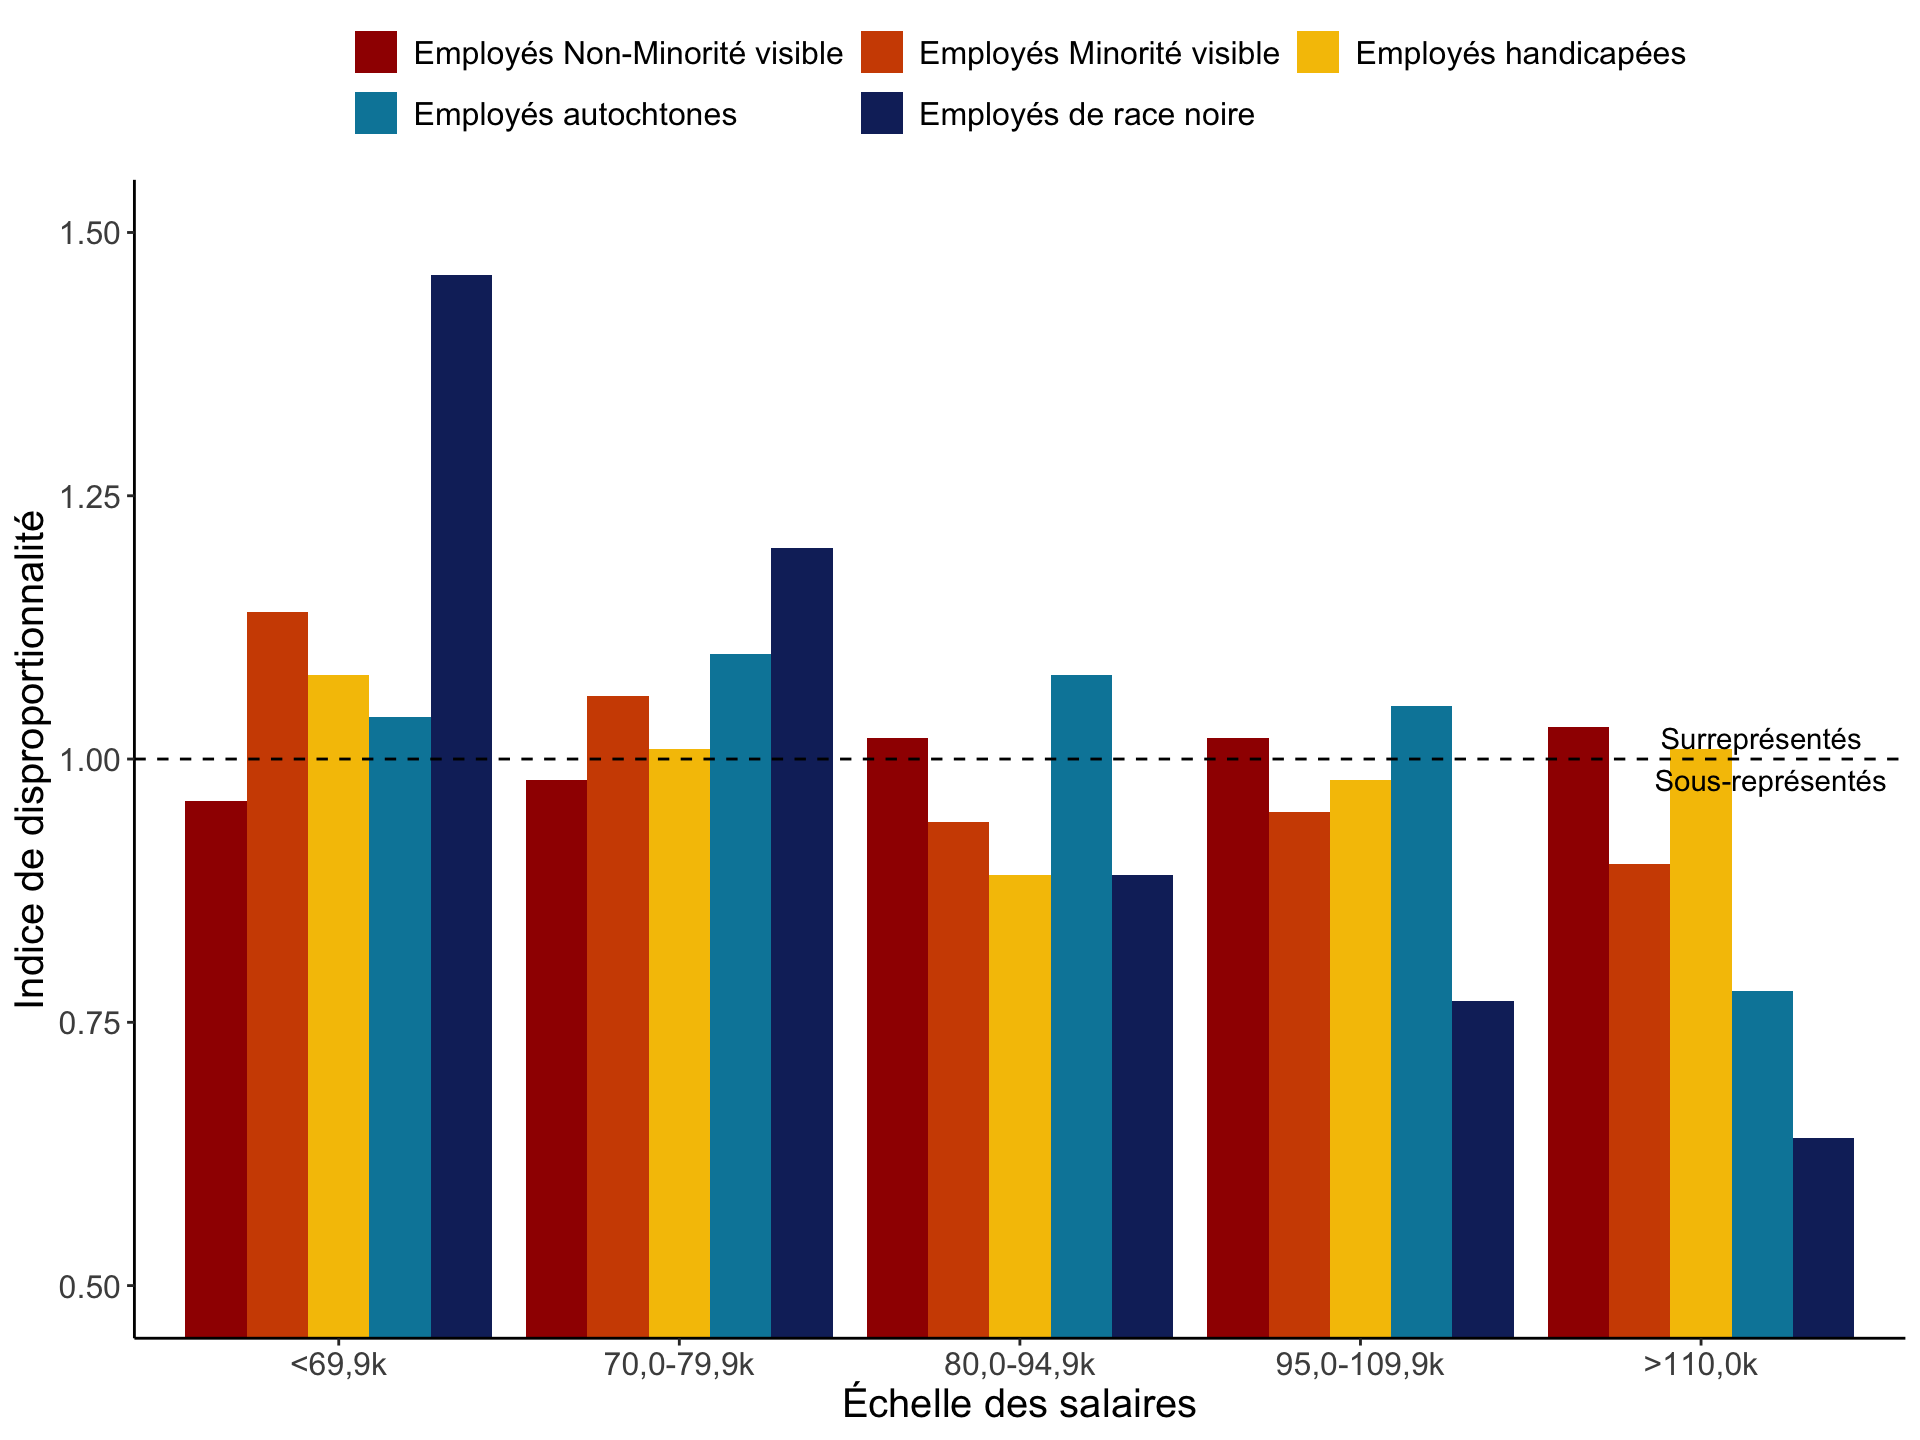 Employés Non-Minorité visible Employés Minorité visible Employés handicapées
Employés autochtones Employés de race noire
1.50
1.25
1.00
0.75
0.50
Indice de disproportionnalité
Surreprésentés
Sous-représentés
<69,9k 70,0-79,9k 80,0-94,9k 95,0-109,9k >110,0k
Échelle des salaires